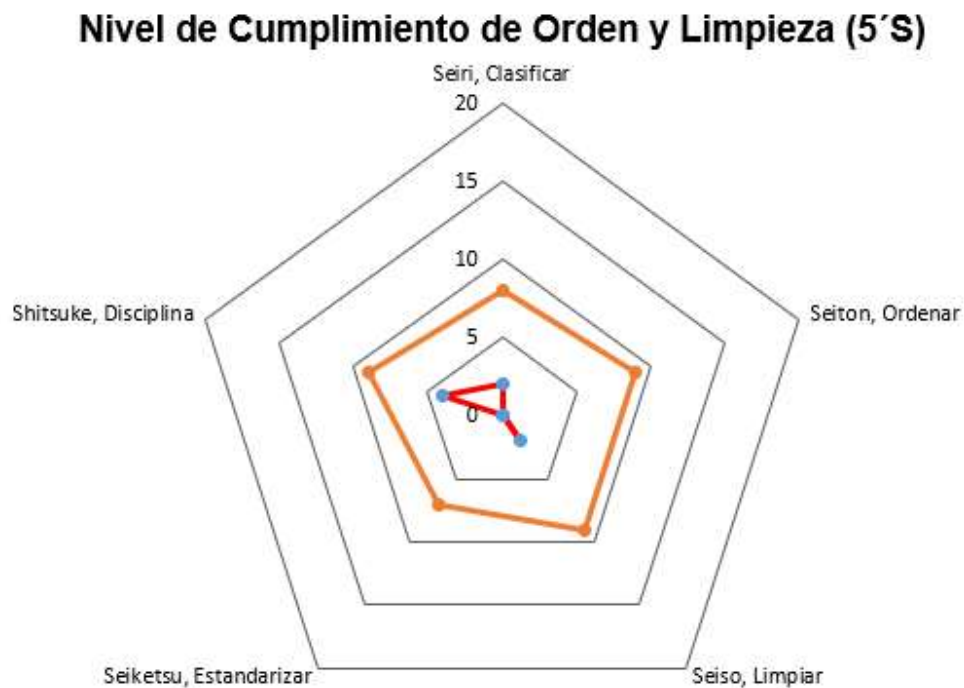 Nivel de Cumplimiento de Orden y Limpieza (5´S)
Seiri, Clasificar
20
15
10
5
0
Shitsuke, Disciplina
Seiton, Ordenar
Seiketsu, Estandarizar
Seiso, Limpiar